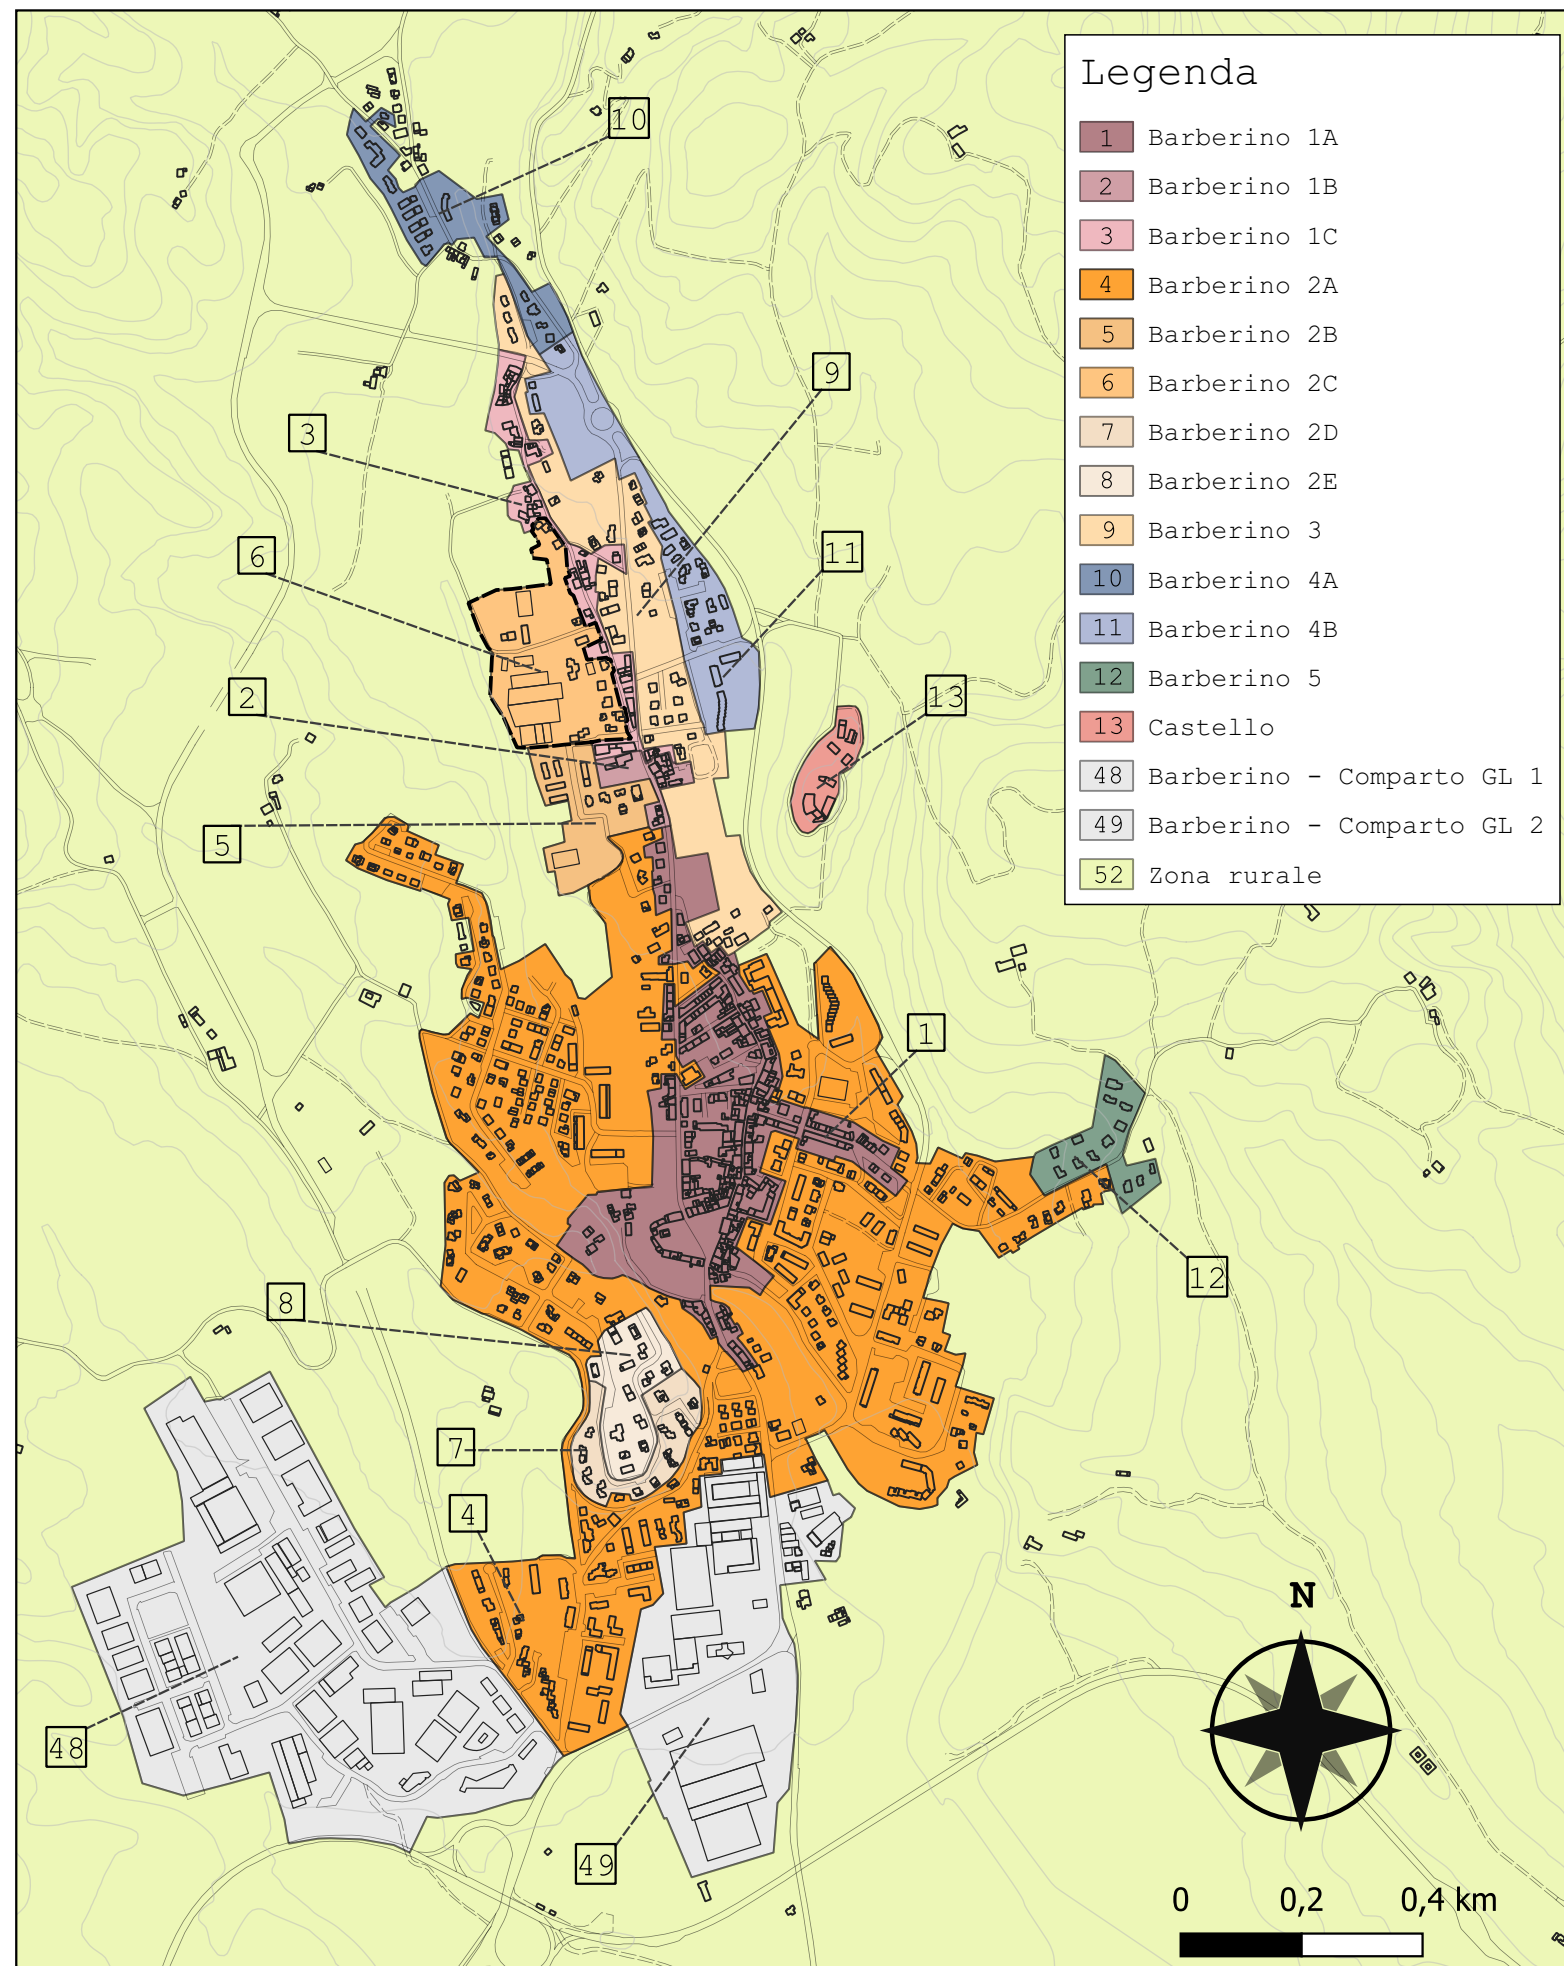 Legenda
1 Barberino 1A
2 Barberino 1B
3 Barberino 1C
4 Barberino 2A
5 Barberino 2B
6 Barberino 2C
7 Barberino 2D
8 Barberino 2E
9 Barberino 3
10 Barberino 4A
11 Barberino 4B
12 Barberino 5
13 Castello
48 Barberino - Comparto GL 1
49 Barberino - Comparto GL 2
52 Zona rurale
10
9
3
11
6
13
2
5
1
12
8
7
4
48
49
N
0 0,2 0,4 km